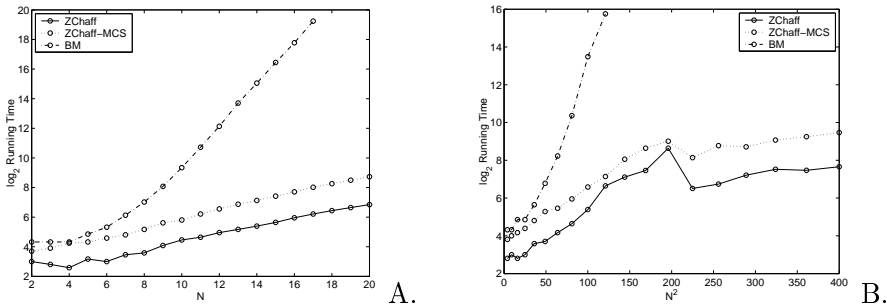 20
18
16
14
12
10
8
6
4
2
log2 Running Time
ZChaff
ZChaff−MCS
BM
2 4 6 8 10 12 14 16 18 20
N
A.
16
14
12
10
8
6
4
2
log2 Running Time
ZChaff
ZChaff−MCS
BM
0 50 100 150 200 250 300 350 400
N²
B.